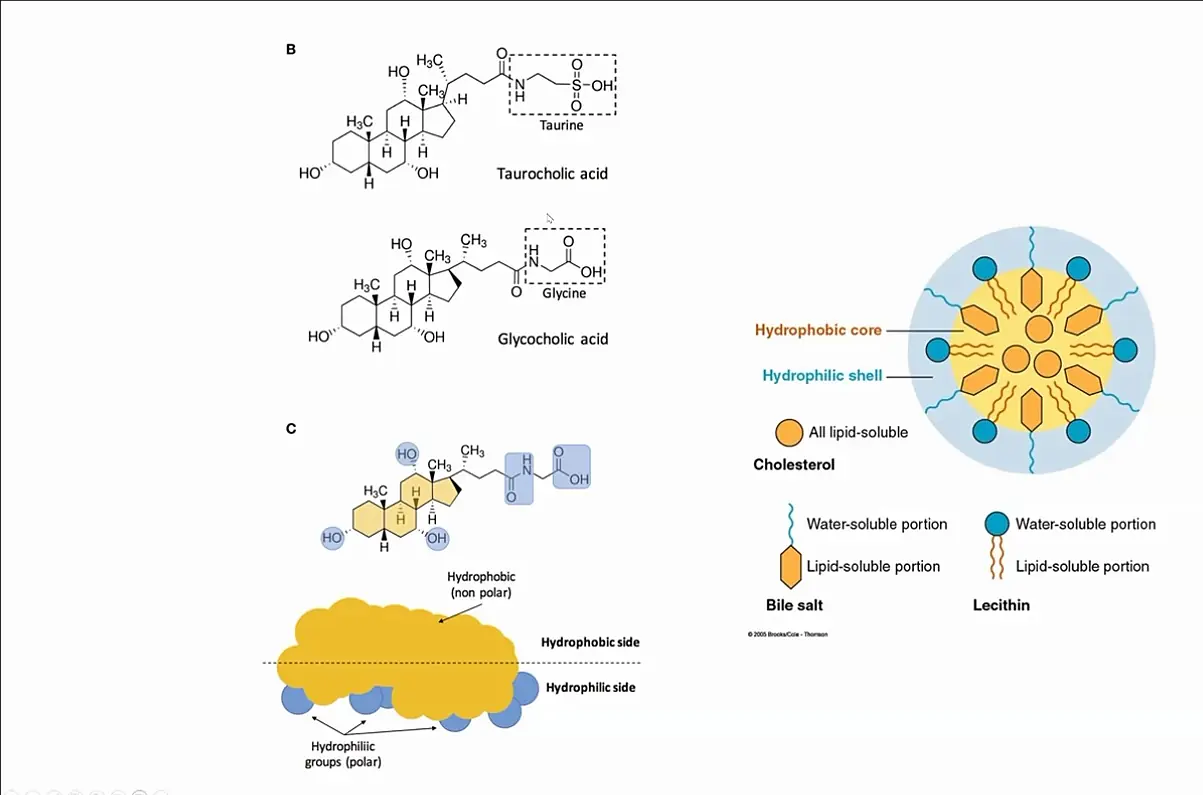 B
H₃C
O
HO
CH₃
H
N
H
O
S
OH
O
Taurine
H₃C
H
H
H
HO
OH
H
Taurocholic acid
HO
CH₃
CH₃
H
N
O
OH
O
Glycine
H₃C
H
H
H
HO
OH
H
Glycocholic acid
C
HO
CH₃
CH₃
H
N
O
OH
O
H₃C
H
H
H
HO
OH
H
Hydrophobic
(non polar)
Hydrophobic side
Hydrophilic side
Hydrophiliic
groups (polar)
Hydrophobic core
Hydrophilic shell
All lipid-soluble
Cholesterol
Water-soluble portion
Lipid-soluble portion
Bile salt
Water-soluble portion
Lipid-soluble portion
Lecithin
© 2005 Brooks/Cole - Thomson